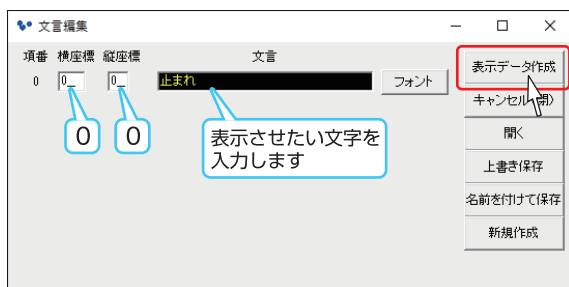 文言編集
項番 横座標 縦座標 文言
0 0_ 0_ 止まれ フォント
表示データ作成
キャンセル(閉)
開く
上書き保存
名前を付けて保存
新規作成
0 0
表示させたい文字を
入力します